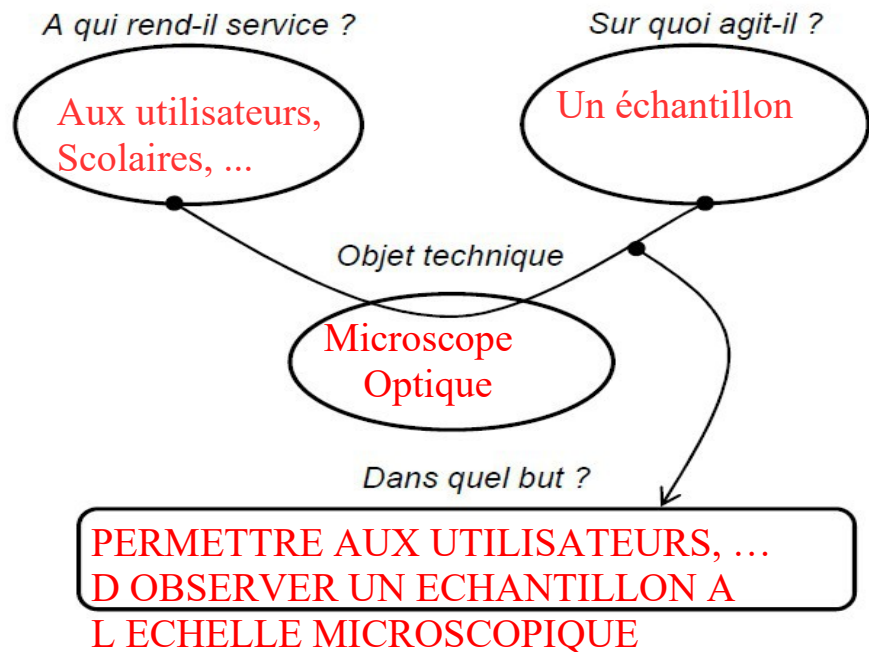 A qui rend-il service ?
Sur quoi agit-il ?
Aux utilisateurs,
Scolaires, ...
Un échantillon
Objet technique
Microscope
Optique
Dans quel but ?
PERMETTRE AUX UTILISATEURS, ...
D OBSERVER UN ECHANTILLON A
L ECHELLE MICROSCOPIQUE